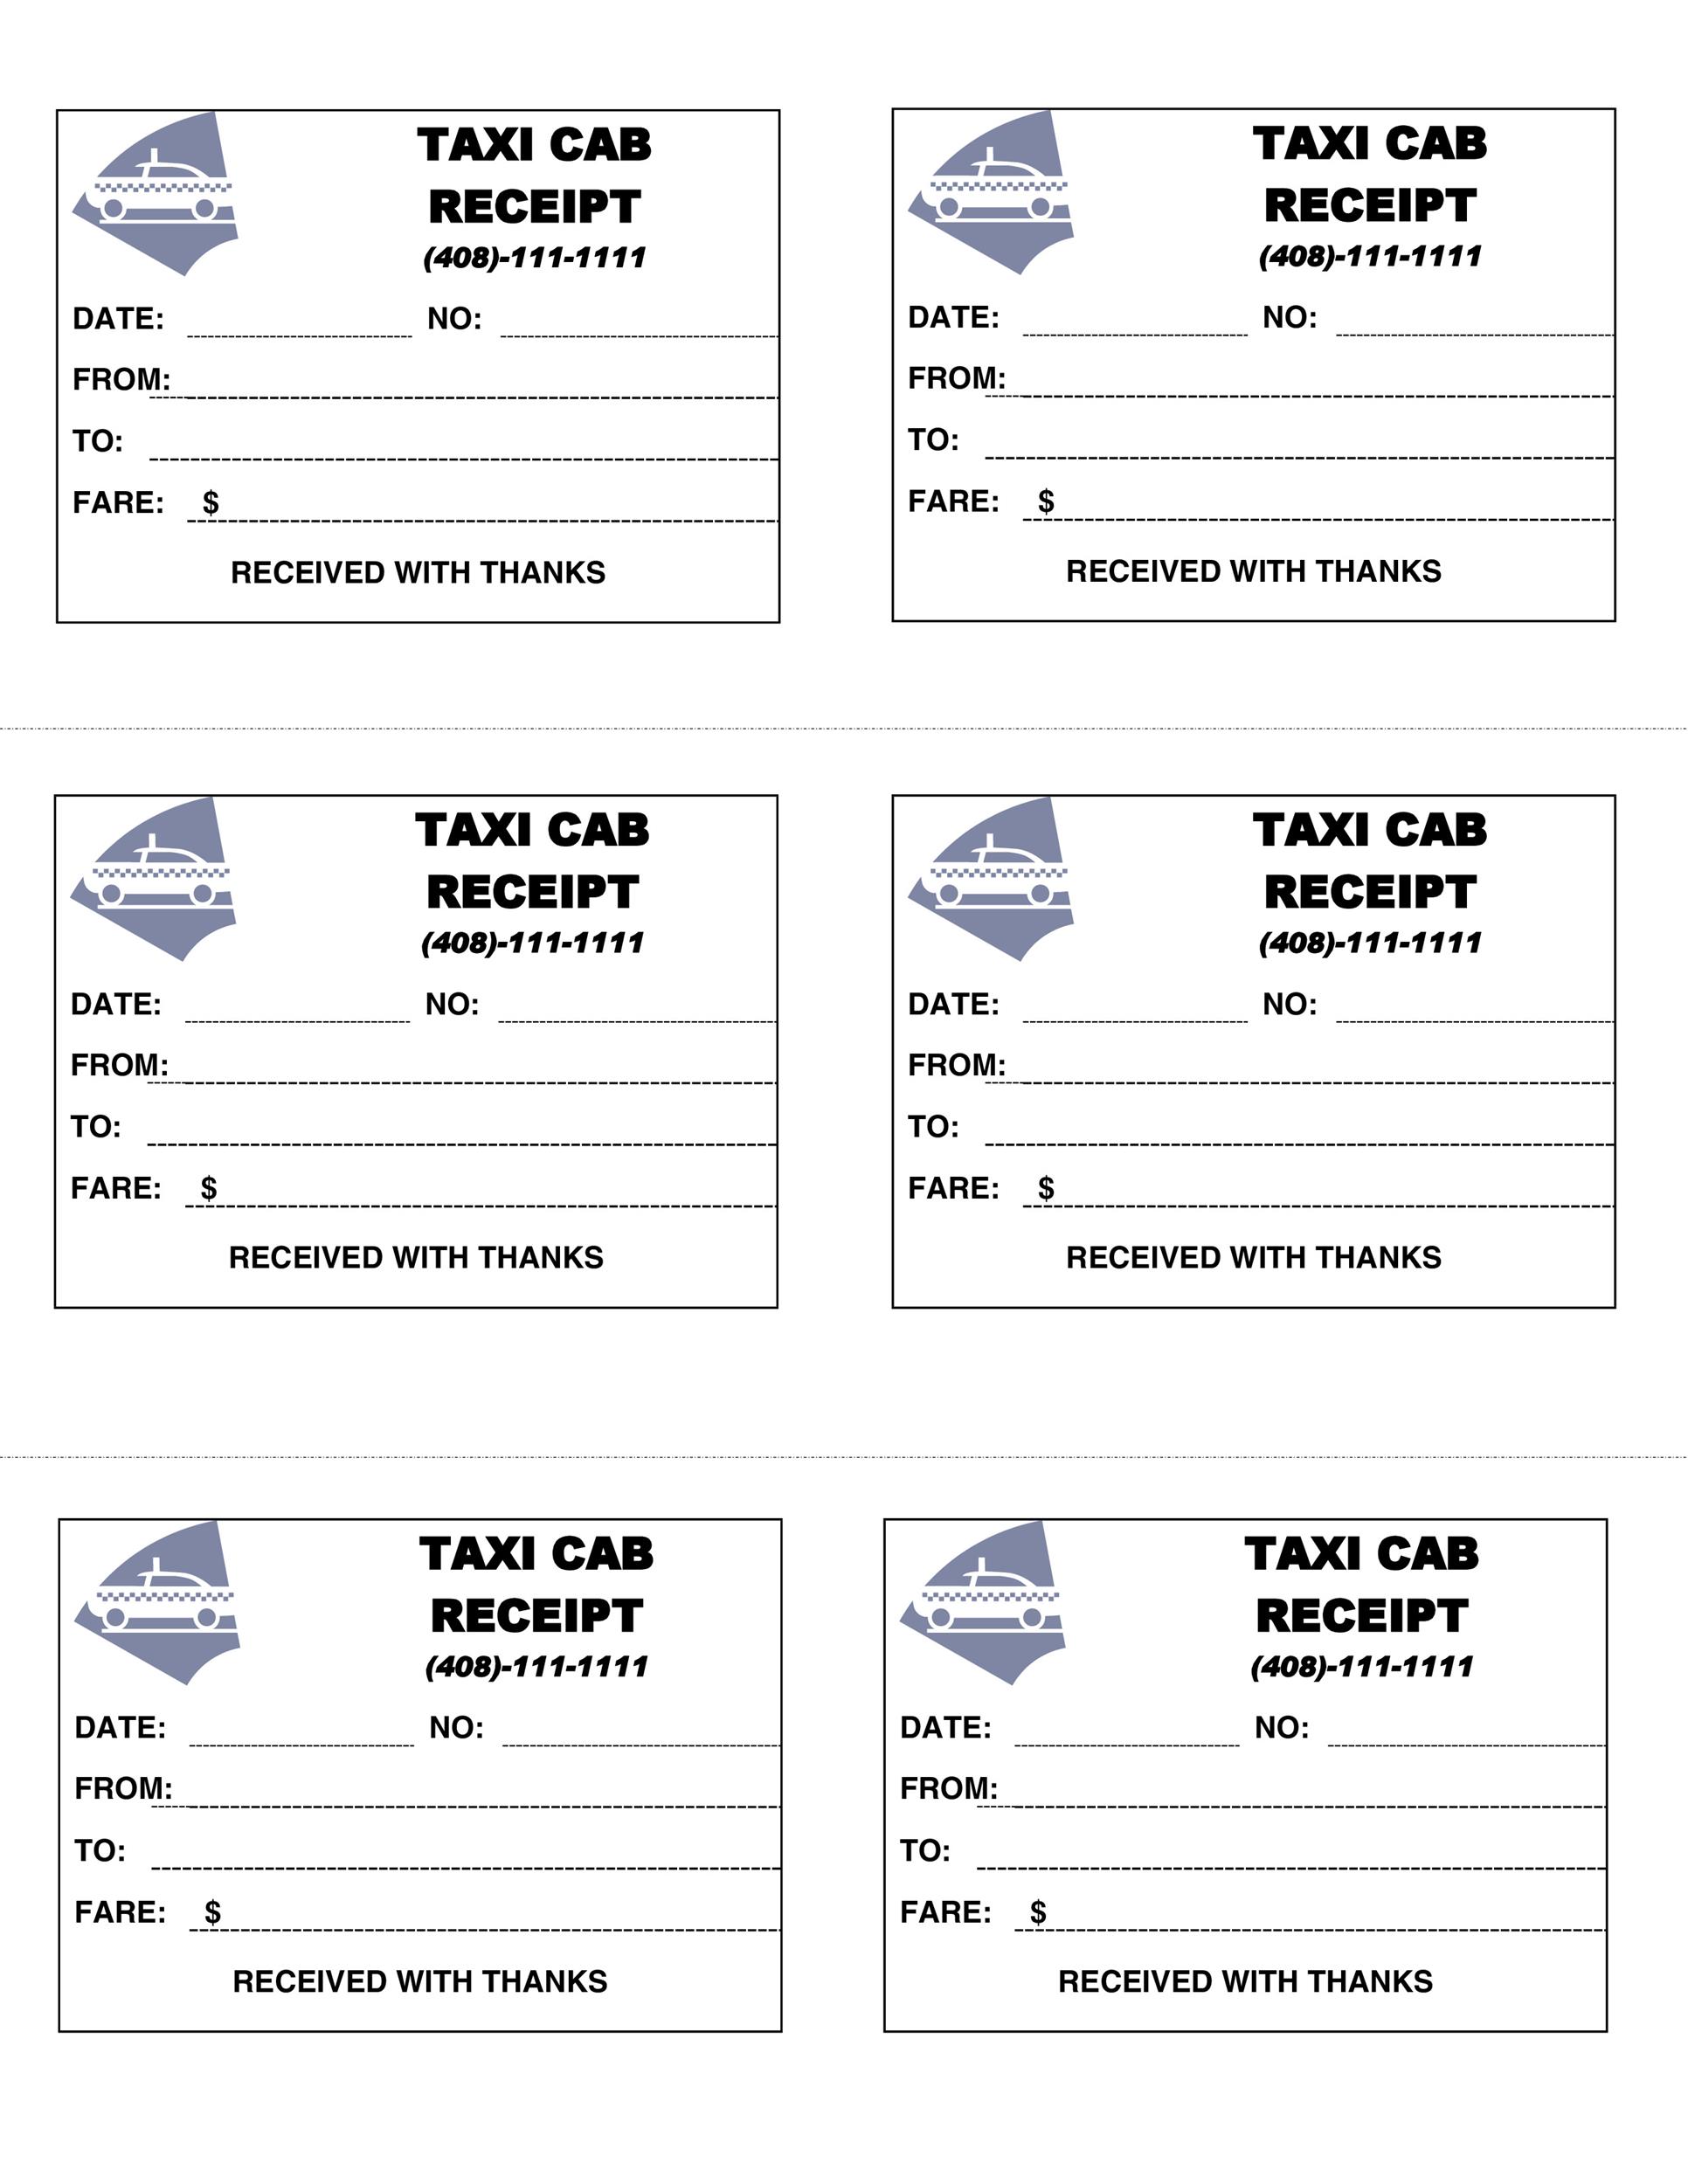 TAXI CAB
RECEIPT
(408)-111-1111
DATE: NO:
FROM:
TO:
FARE: $
RECEIVED WITH THANKS
TAXI CAB
RECEIPT
(408)-111-1111
DATE: NO:
FROM:
TO:
FARE: $
RECEIVED WITH THANKS
TAXI CAB
RECEIPT
(408)-111-1111
DATE: NO:
FROM:
TO:
FARE: $
RECEIVED WITH THANKS
TAXI CAB
RECEIPT
(408)-111-1111
DATE: NO:
FROM:
TO:
FARE: $
RECEIVED WITH THANKS
TAXI CAB
RECEIPT
(408)-111-1111
DATE: NO:
FROM:
TO:
FARE: $
RECEIVED WITH THANKS
TAXI CAB
RECEIPT
(408)-111-1111
DATE: NO:
FROM:
TO:
FARE: $
RECEIVED WITH THANKS